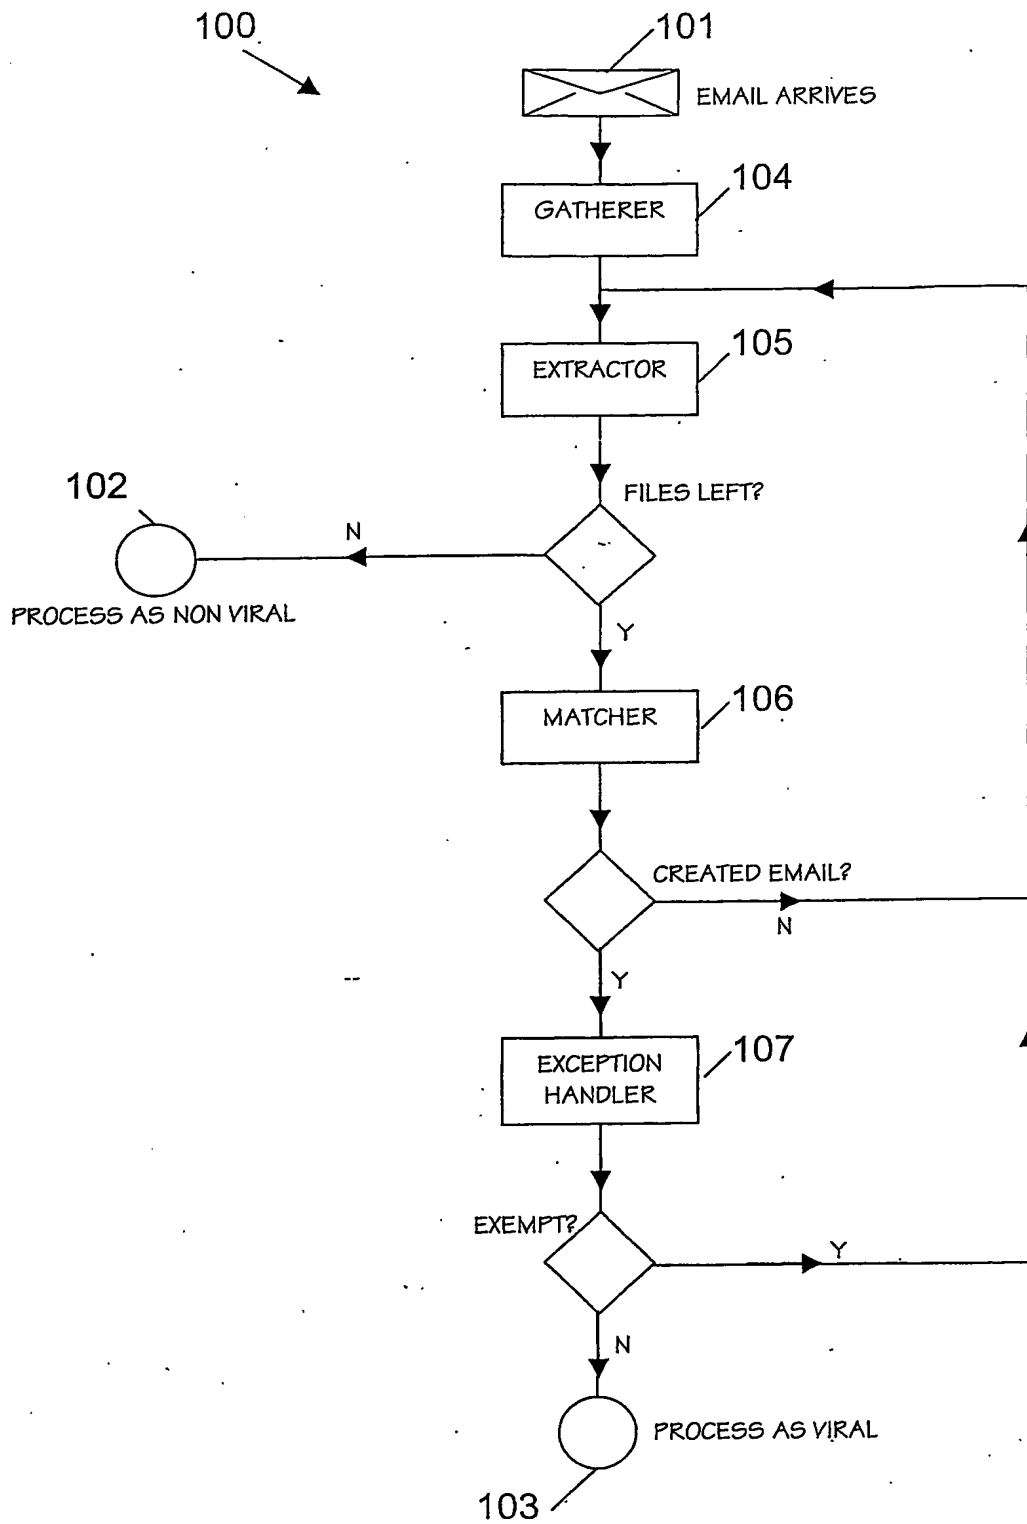 100
101
EMAIL ARRIVES
104
GATHERER
105
EXTRACTOR
102
FILES LEFT?
N
PROCESS AS NON VIRAL
Y
106
MATCHER
CREATED EMAIL?
N
Y
107
EXCEPTION
HANDLER
EXEMPT?
Y
N
PROCESS AS VIRAL
103